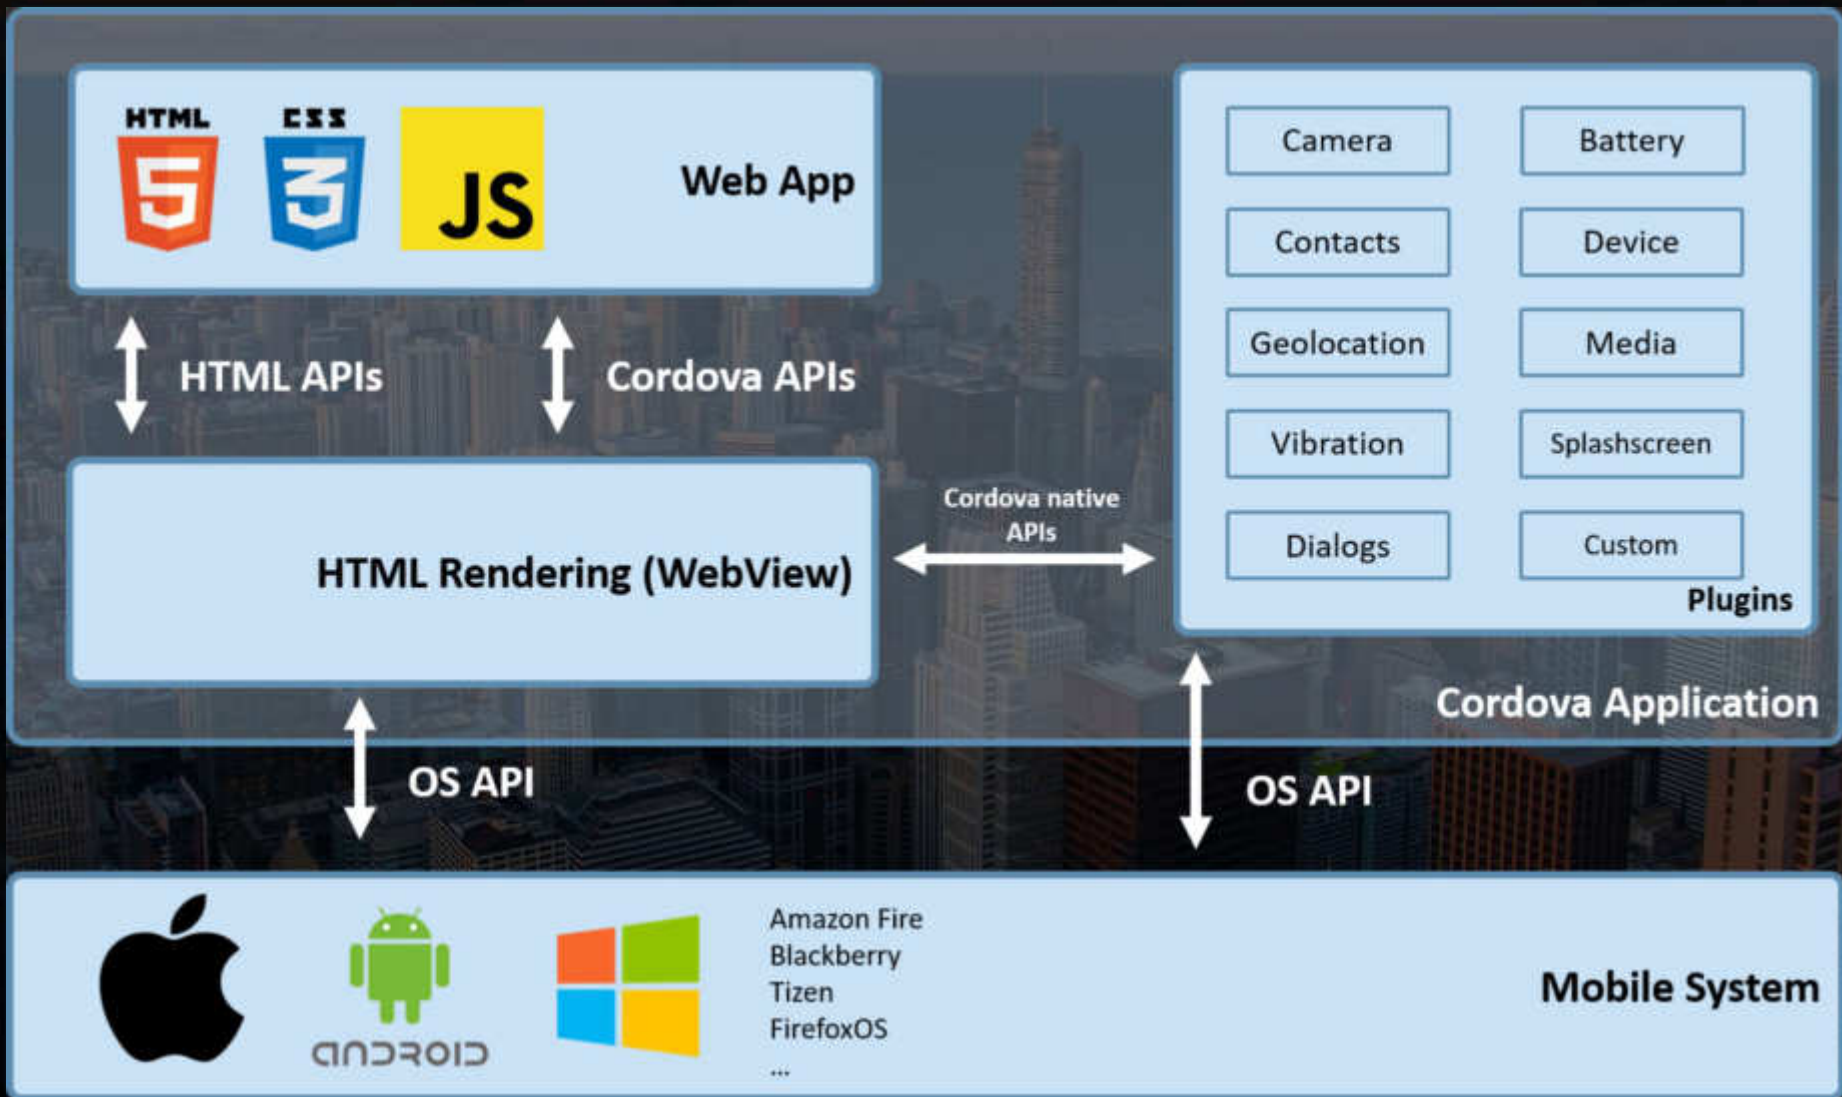 HTML
5
CSS
3
JS
Web App
HTML APIs
Cordova APIs
HTML Rendering (WebView)
Cordova native
APIs
Camera
Battery
Contacts
Device
Geolocation
Media
Vibration
Splashscreen
Dialogs
Custom
Plugins
Cordova Application
OS API
OS API
ANDROID
Amazon Fire
Blackberry
Tizen
FirefoxOS
...
Mobile System